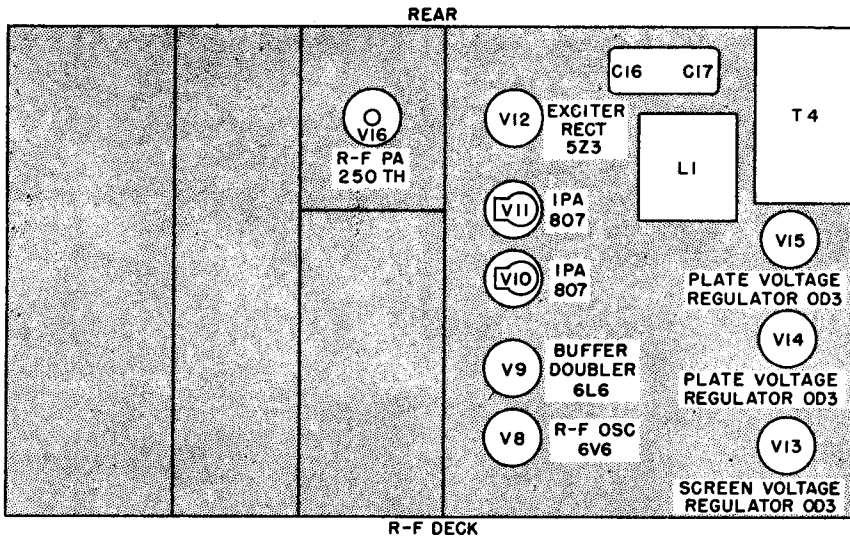 REAR
C16 C17
V16
R-F PA
250 TH
V12
EXCITER
RECT
5Z3
L1
T4
V11
IPA
807
V15
PLATE VOLTAGE
REGULATOR OD3
V10
IPA
807
V14
PLATE VOLTAGE
REGULATOR OD3
V9
BUFFER
DOUBLER
6L6
V8
R-F OSC
6V6
V13
SCREEN VOLTAGE
REGULATOR OD3
R-F DECK